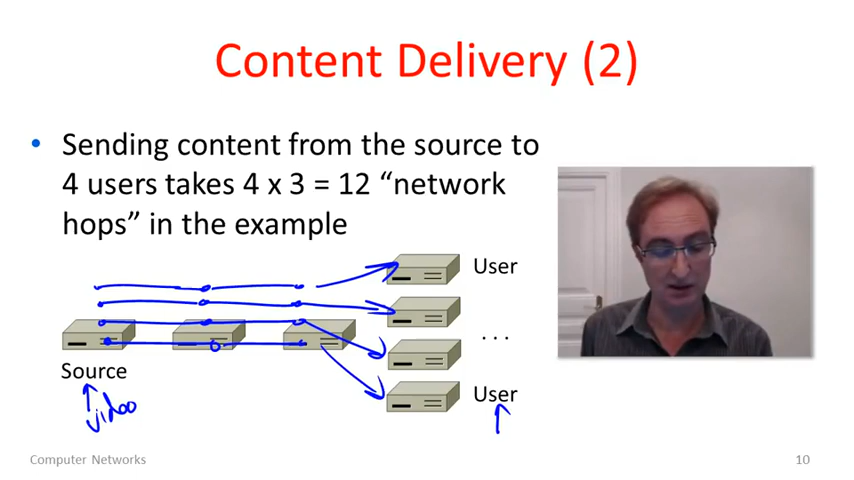 Content Delivery (2)
• Sending content from the source to
4 users takes 4 x 3 = 12 “network
hops” in the example
User
. . .
Source
User
video
Computer Networks
10